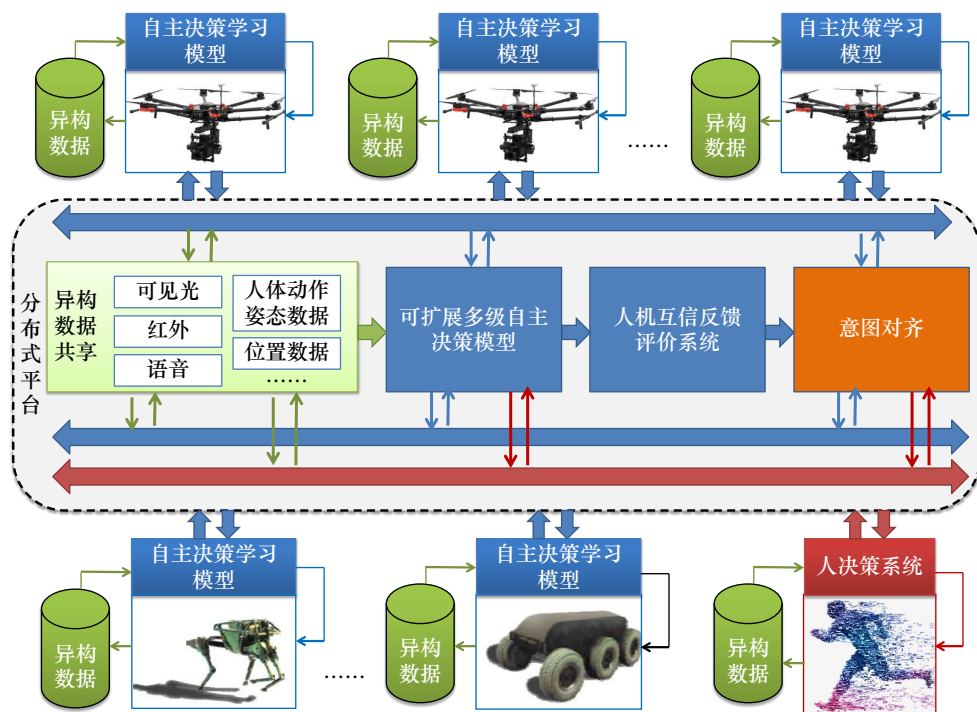 自主决策学习
模型
异构
数据
自主决策学习
模型
异构
数据
……
自主决策学习
模型
异构
数据
分布式平台
异构
数据
共享
可见光
红外
语音
人体动作
姿态数据
位置数据
……
可扩展多级自主
决策模型
人机互信反馈
评价系统
意图对齐
自主决策学习
模型
异构
数据
……
自主决策学习
模型
异构
数据
人决策系统
异构
数据